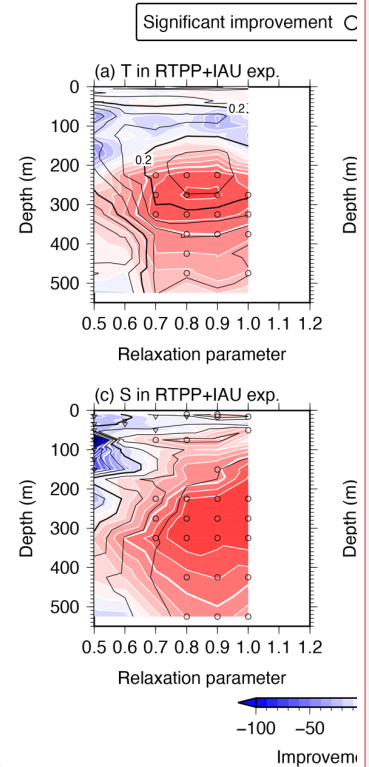 Significant improvement
(a) T in RTPP+IAU exp.
0
100
200
300
400
500
Depth (m)
0.2
0.2
0.5 0.6 0.7 0.8 0.9 1.0 1.1 1.2
Relaxation parameter
Depth (m)
(c) S in RTPP+IAU exp.
0
100
200
300
400
500
Depth (m)
0.5 0.6 0.7 0.8 0.9 1.0 1.1 1.2
Relaxation parameter
Depth (m)
−100 −50
Improveme